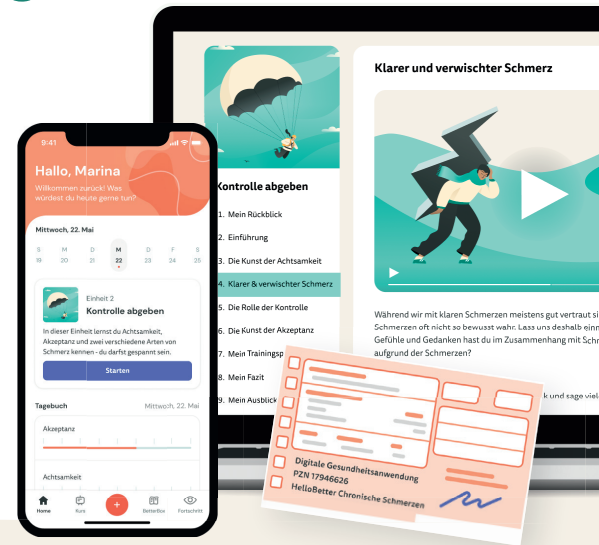 9:41
Hallo, Marina
Willkommen zurück! Was
würdest du heute gerne tun?
Mittwoch, 22. Mai
S M D M D F S
19 20 21 22 23 24 25
Einheit 2
Kontrolle abgeben
In dieser Einheit lernst du Achtsamkeit,
Akzeptanz und zwei verschiedene Arten von
Schmerz kennen - du darfst gespannt sein.
Starten
Tagebuch Mittwoch, 22. Mai
Akzeptanz
Achtsamkeit
Home Kurs + BetterBox Fortschritt
Kontrolle abgeben
1. Mein Rückblick
2. Einführung
3. Die Kunst der Achtsamkeit
4. Klarer & verwischter Schmerz
5. Die Rolle der Kontrolle
6. Die Kunst der Akzeptanz
7. Mein Trainingsp
8. Mein Fazit
9. Mein Ausblick
Klarer und verwischter Schmerz
Während wir mit klaren Schmerzen meistens gut vertraut si
Schmerzen oft nicht so bewusst wahr. Lass uns deshalb
Gefühle und Gedanken hast du im Zusammenhang mit Schm
aufgrund der Schmerzen?
k und sage viel
Digitale Gesundheitsanwendung
PZN 17946626
HelloBetter Chronische Schmerzen